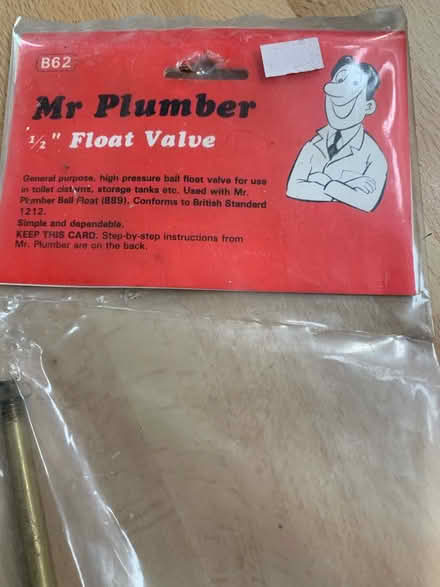 B62
Mr Plumber
1/2" Float Valve
General purpose, high pressure ball float valve for use
in toilet cisterns, storage tanks etc. Used with Mr.
Plumber Ball Float (B89). Conforms to British Standard
1212.
Simple and dependable.
KEEP THIS CARD. Step-by-step instructions from
Mr. Plumber are on the back.